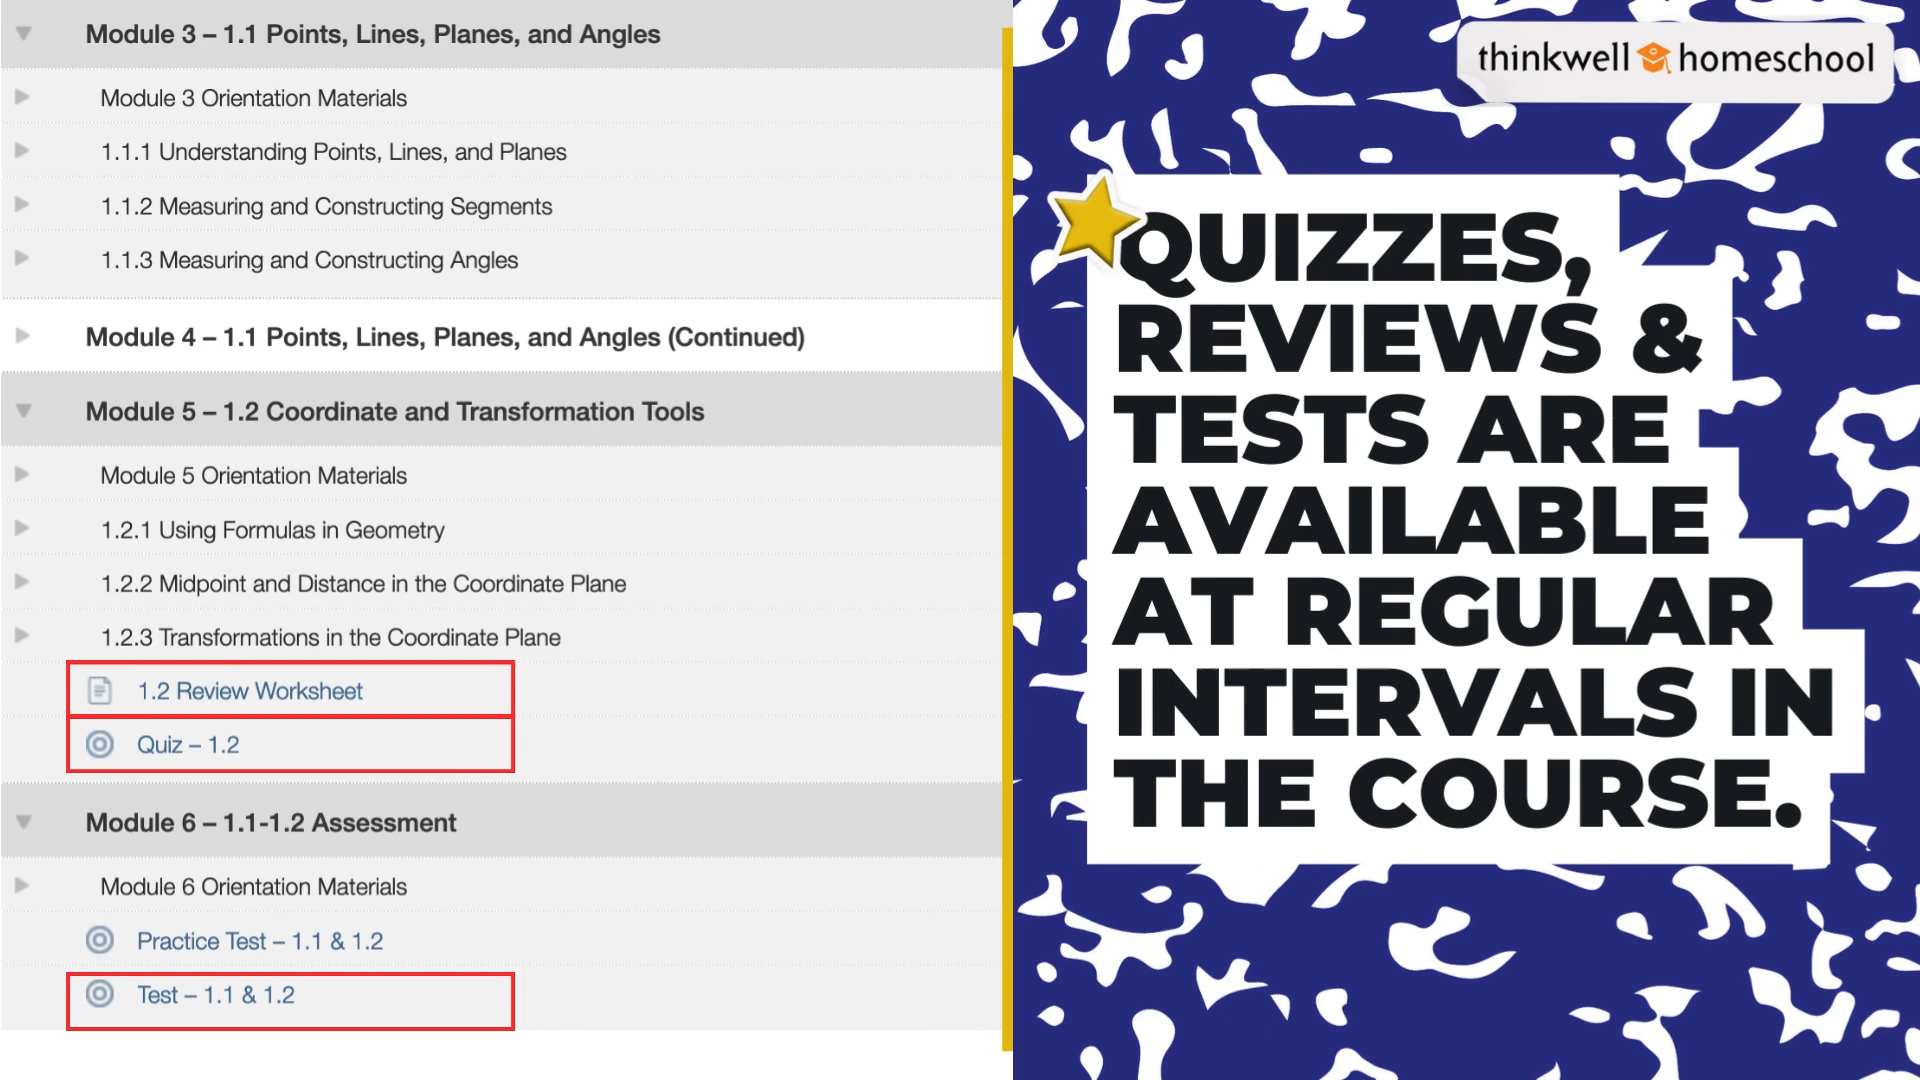 Module 3 – 1.1 Points, Lines, Planes, and Angles
Module 3 Orientation Materials
1.1.1 Understanding Points, Lines, and Planes
1.1.2 Measuring and Constructing Segments
1.1.3 Measuring and Constructing Angles
Module 4 – 1.1 Points, Lines, Planes, and Angles (Continued)
Module 5 – 1.2 Coordinate and Transformation Tools
Module 5 Orientation Materials
1.2.1 Using Formulas in Geometry
1.2.2 Midpoint and Distance in the Coordinate Plane
1.2.3 Transformations in the Coordinate Plane
1.2 Review Worksheet
Quiz – 1.2
Module 6 – 1.1-1.2 Assessment
Module 6 Orientation Materials
Practice Test – 1.1 & 1.2
Test – 1.1 & 1.2
thinkwell homeschool
QUIZZES,
REVIEWS &
TESTS ARE
AVAILABLE
AT REGULAR
INTERVALS IN
THE COURSE.